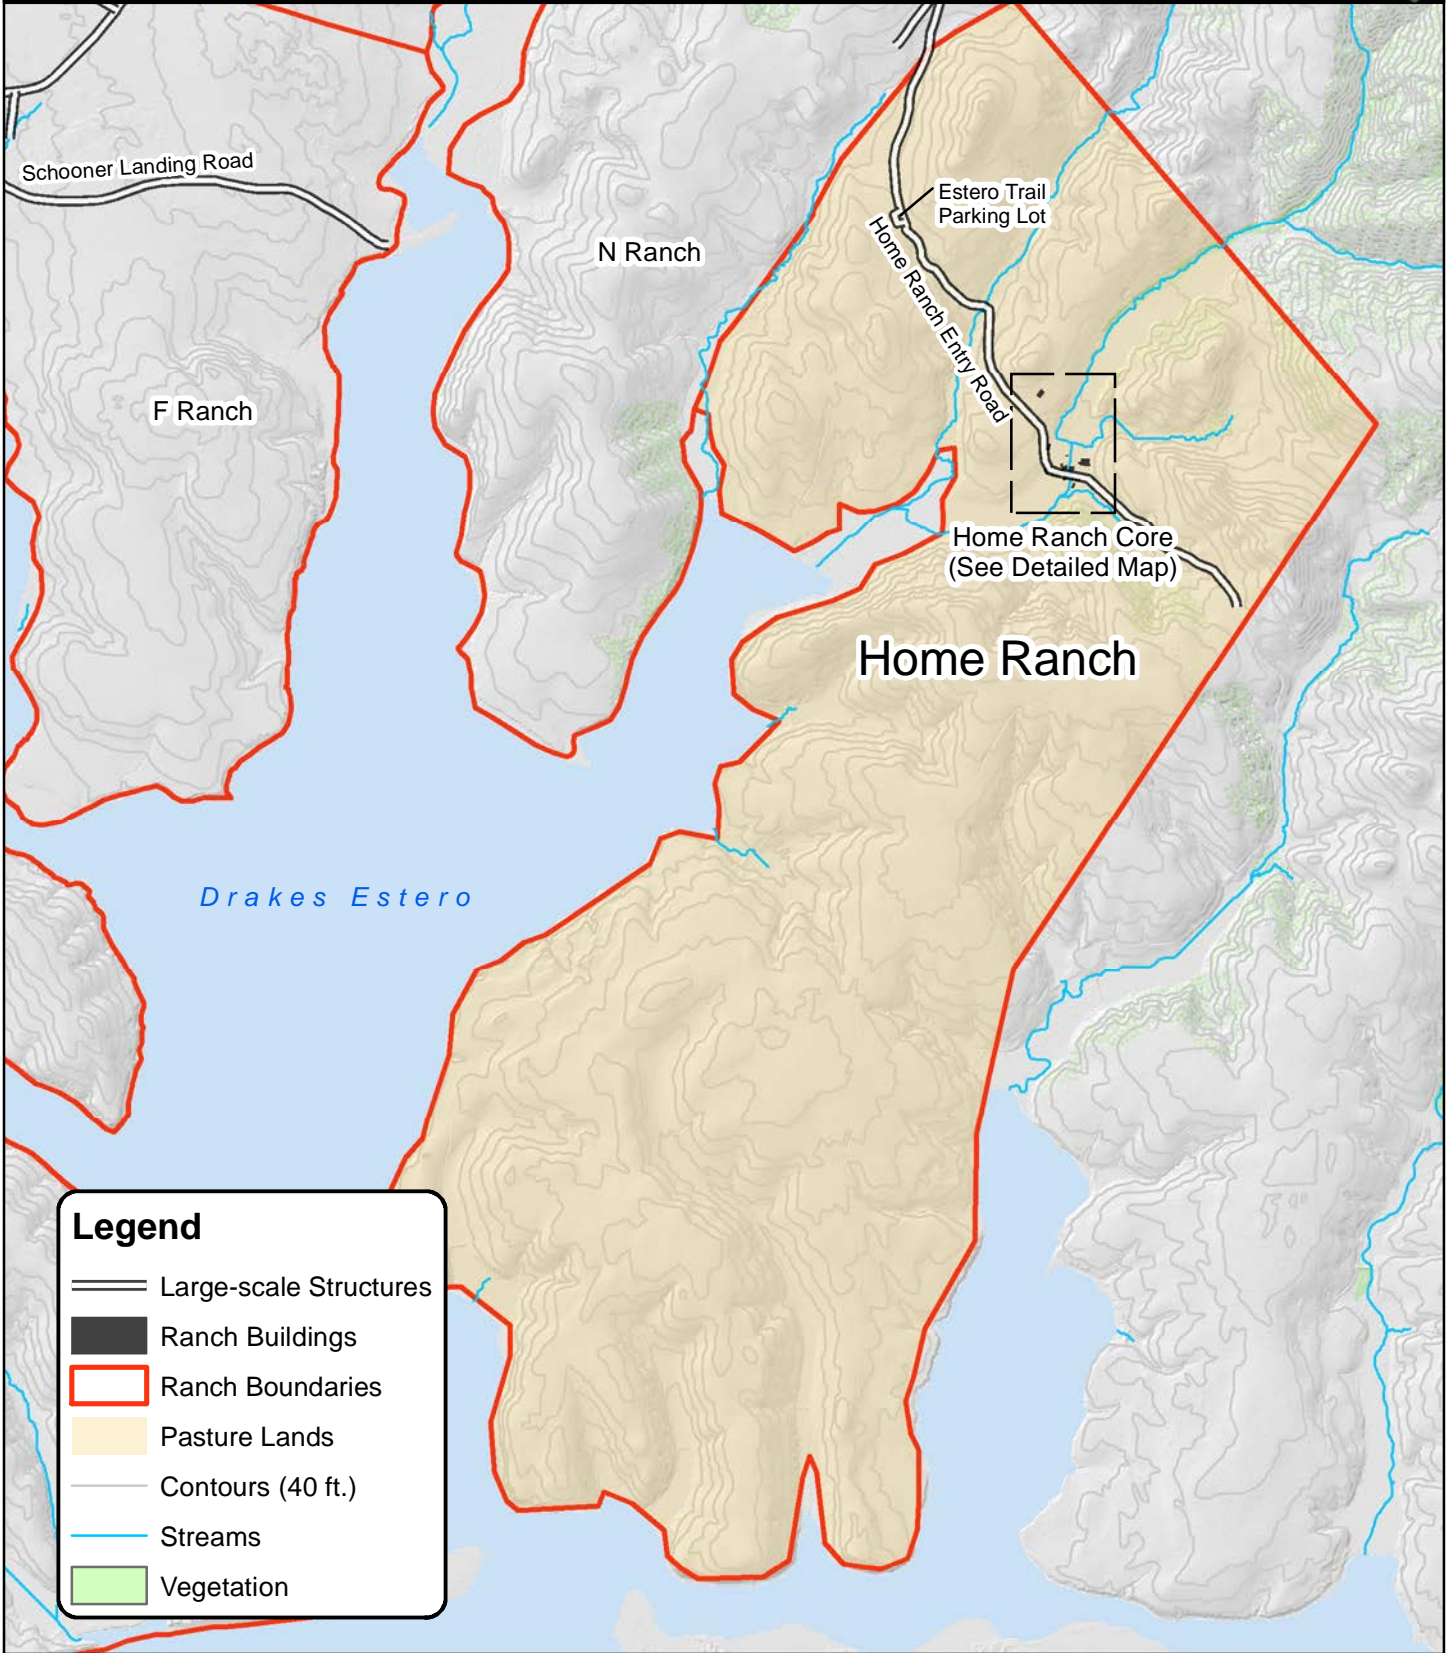 Schooner Landing Road
Estero Trail
Parking Lot
N Ranch
Home Ranch Entry Road
F Ranch
Home Ranch Core
(See Detailed Map)
Home Ranch
Drakes Estero
Legend
Large-scale Structures
Ranch Buildings
Ranch Boundaries
Pasture Lands
Contours (40 ft.)
Streams
Vegetation